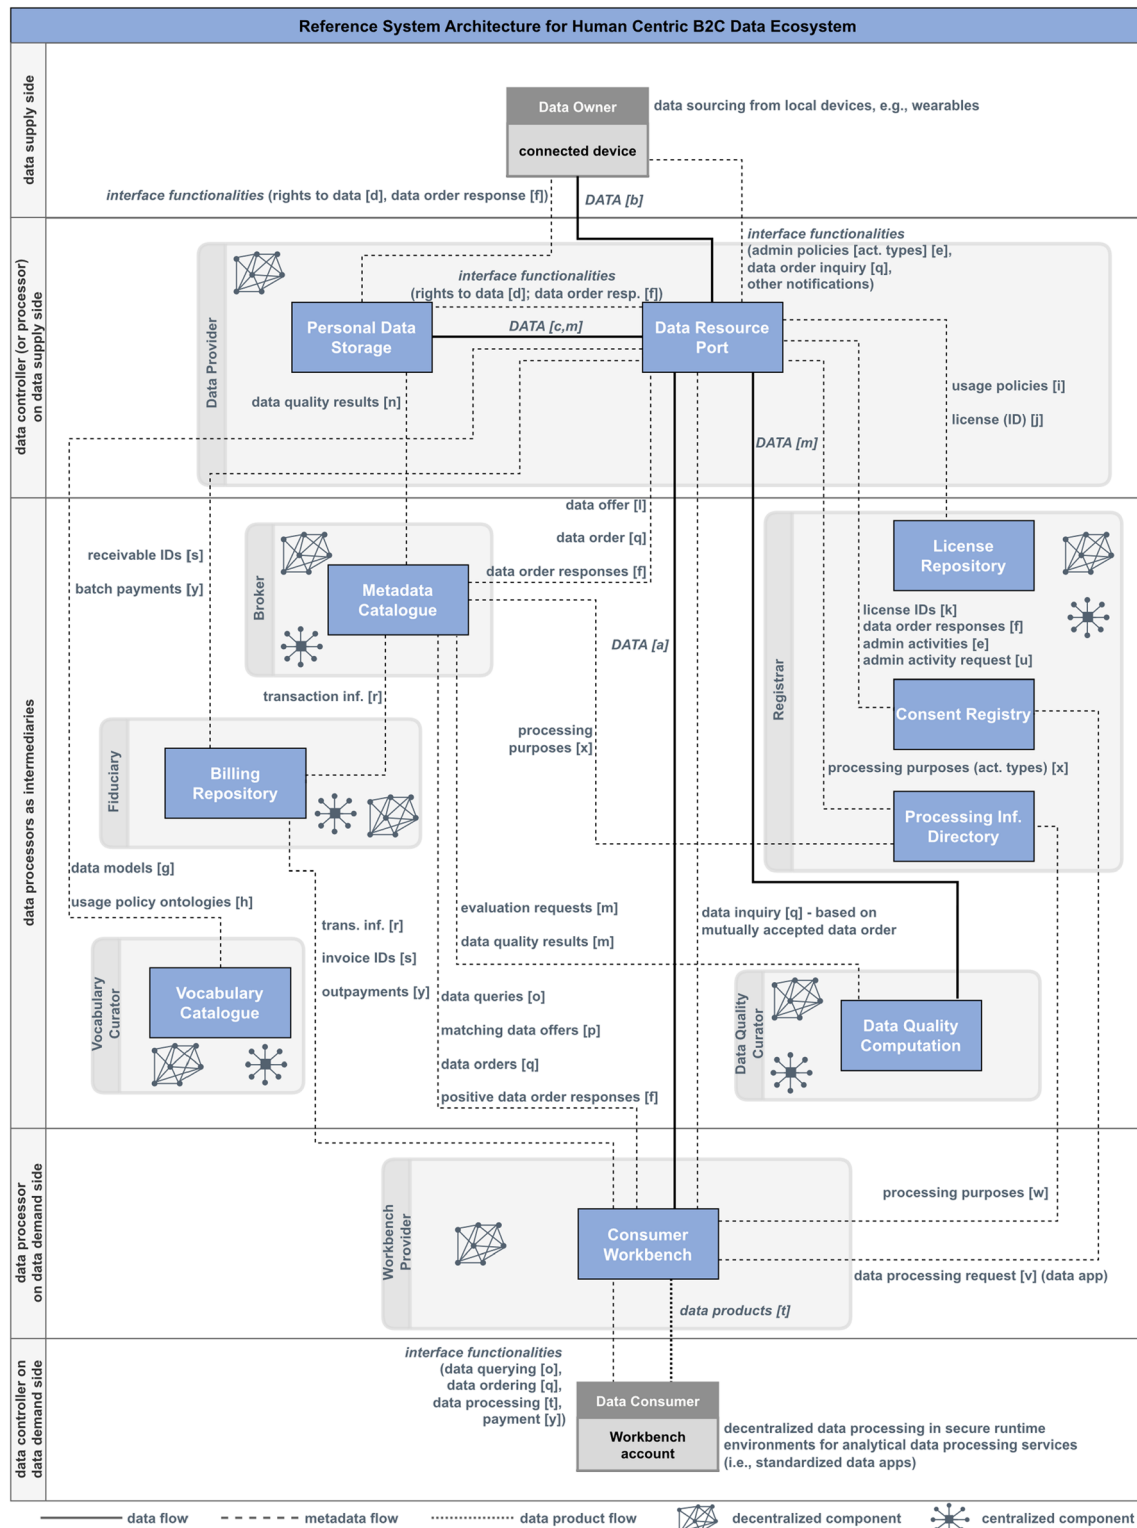 Reference System Architecture for Human Centric B2C Data Ecosystem
data supply side
Data Owner
connected device
data sourcing from local devices, e.g., wearables
interface functionalities (rights to data [d], data order response [f])
DATA [b]
data controller (or processor)
on data supply side
Data Provider
interface functionalities
(admin policies [act. types] [e],
data order inquiry [q],
other notifications)
interface functionalities
(rights to data [d]; data order resp. [f])
Personal Data
Storage
DATA [c,m]
Data Resource
Port
data quality results [n]
usage policies [i]
license (ID) [j]
DATA [m]
data processors as intermediaries
data offer [l]
data order [q]
data order responses [f]
receivable IDs [s]
batch payments [y]
Broker
Metadata
Catalogue
Registrar
License
Repository
license IDs [k]
data order responses [f]
admin activities [e]
admin activity request [u]
DATA [a]
transaction inf. [r]
Consent Registry
processing
purposes [x]
Fiduciary
Billing
Repository
processing purposes (act. types) [x]
Processing Inf.
Directory
data models [g]
usage policy ontologies [h]
trans. inf. [r]
invoice IDs [s]
outpayments [y]
evaluation requests [m]
data quality results [m]
data inquiry [q] - based on
mutually accepted data order
Vocabulary
Curator
Vocabulary
Catalogue
data queries [o]
matching data offers [p]
data orders [q]
positive data order responses [f]
Data Quality
Curator
Data Quality
Computation
data processor
on data demand side
Workbench
Provider
Consumer
Workbench
processing purposes [w]
data processing request [v] (data app)
data products [t]
data controller on
data demand side
interface functionalities
(data querying [o],
data ordering [q],
data processing [t],
payment [y])
Data Consumer
Workbench
account
decentralized data processing in secure runtime
environments for analytical data processing services
(i.e., standardized data apps)
data flow
metadata flow
data product flow
decentralized component
centralized component